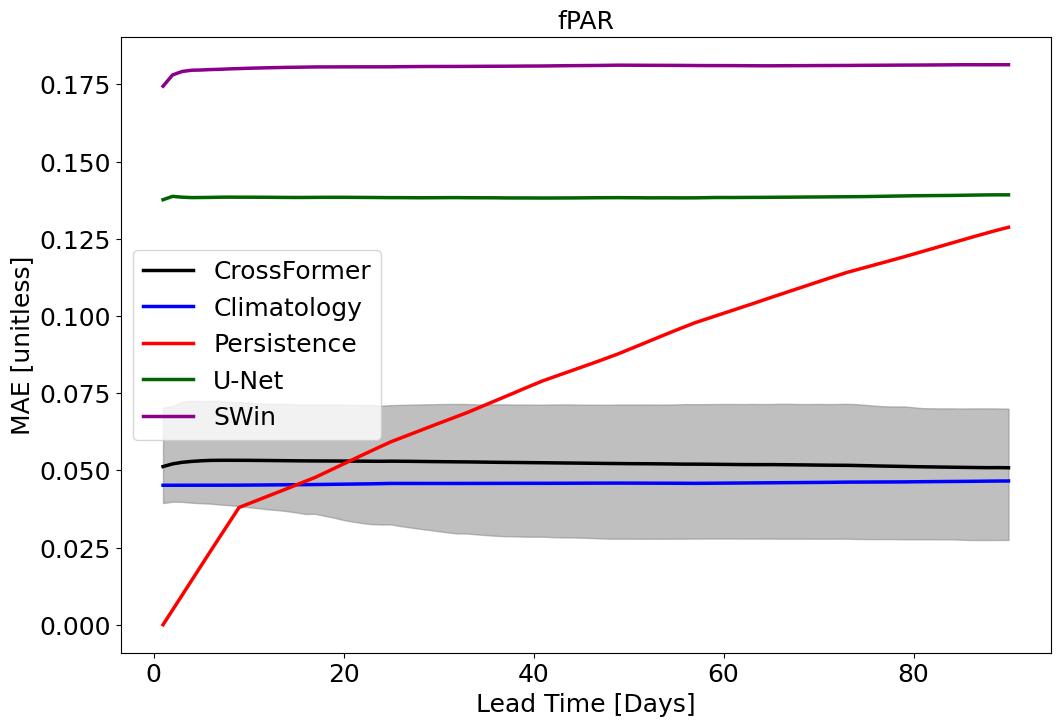 fPAR
MAE [unitless]
0.175
0.150
0.125
0.100
0.075
0.050
0.025
0.000
CrossFormer
Climatology
Persistence
U-Net
SWin
0
20
40
60
80
Lead Time [Days]